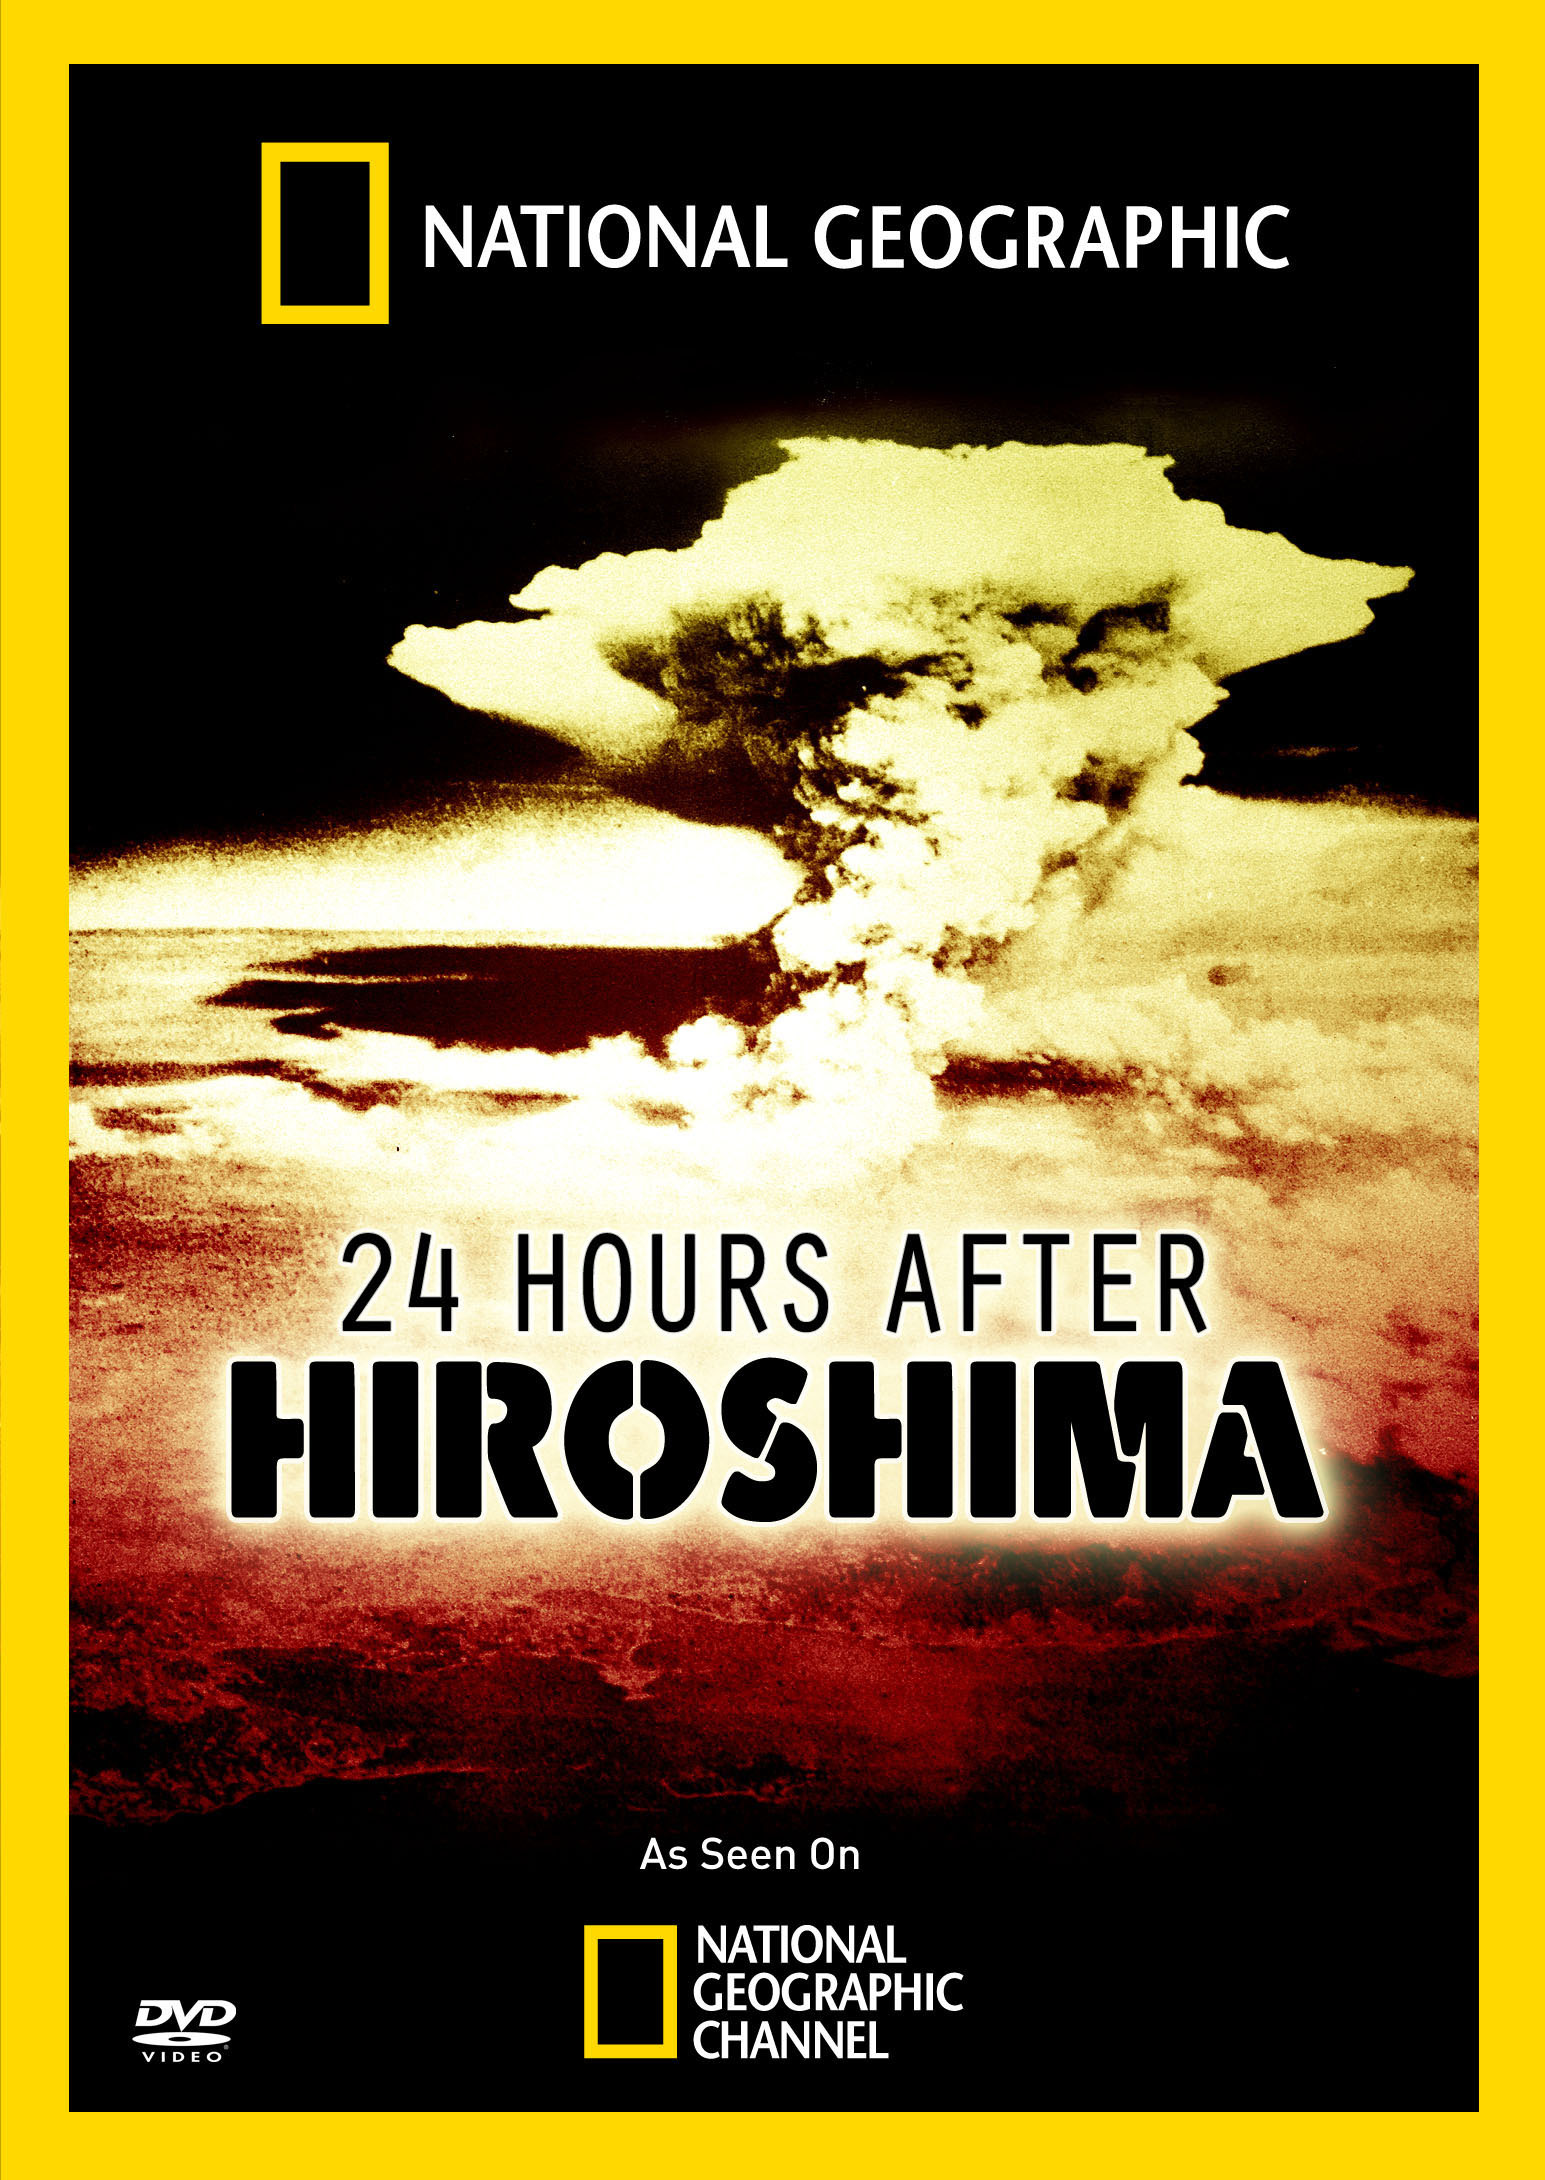 NATIONAL GEOGRAPHIC
24 HOURS AFTER
HIROSHIMA
As Seen On
NATIONAL
GEOGRAPHIC
CHANNEL
DVD
VIDEO